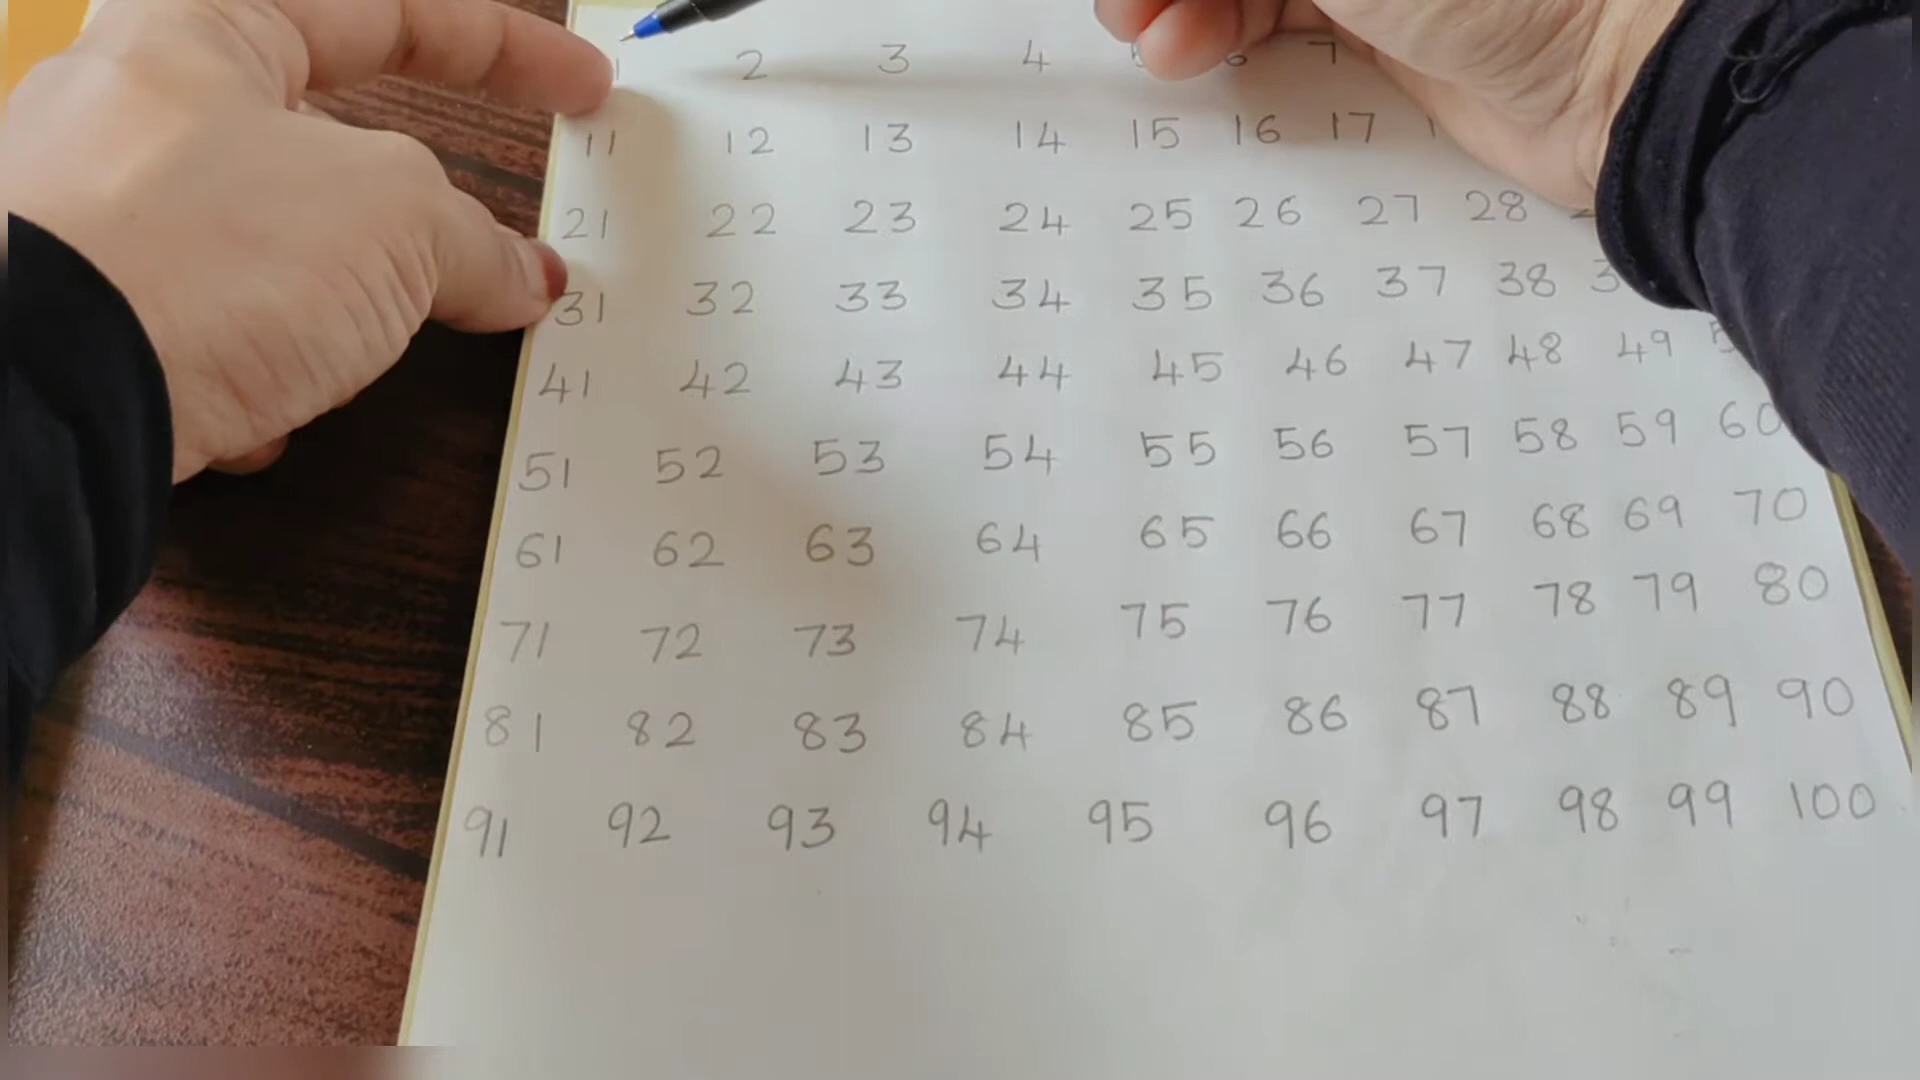 2 3 4 6 7
11 12 13 14 15 16 17
21 22 23 24 25 26 27 28
31 32 33 34 35 36 37 38
41 42 43 44 45 46 47 48 49
51 52 53 54 55 56 57 58 59 60
61 62 63 64 65 66 67 68 69 70
71 72 73 74 75 76 77 78 79 80
81 82 83 84 85 86 87 88 89 90
91 92 93 94 95 96 97 98 99 100